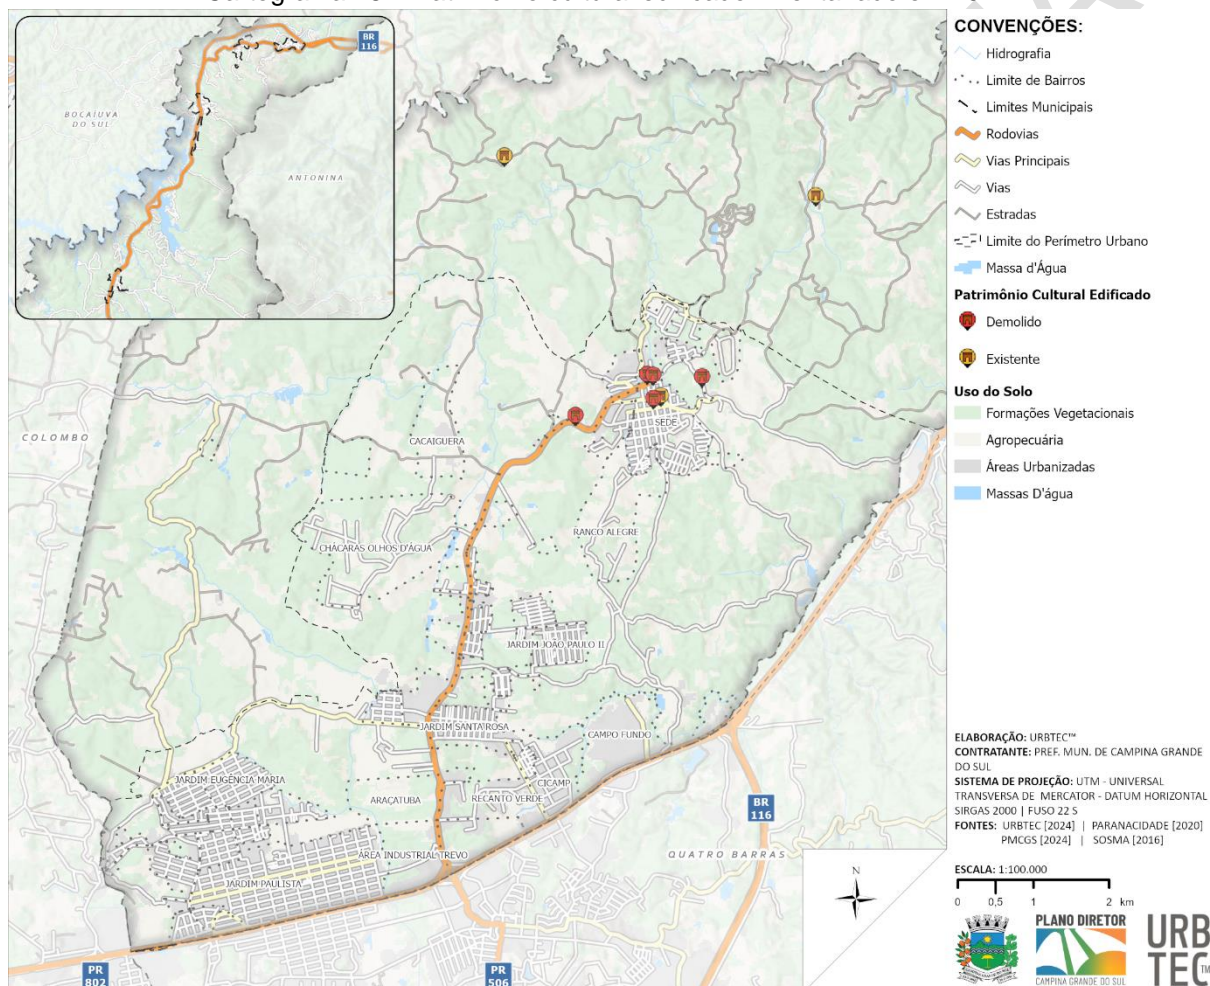 CONVENÇÕES:
Hidrografia
Limite de Bairros
Limites Municipais
Rodovias
Vias Principais
Vias
Estradas
Limite do Perímetro Urbano
Massa d'Água
Patrimônio Cultural Edificado
Demolido
Existente
Uso do Solo
Formações Vegetacionais
Agropecuária
Áreas Urbanizadas
Massas D'água
BR
116
BOCAIUVA
DO SUL
ANTONINA
COLOMBO
CACAIGUERA
SEDE
CHÁCARAS OLHOS D'ÁGUA
RANCO ALEGRE
JARDIM JOÃO PAULO II
JARDIM SANTA ROSA
CAMPO FUNDO
JARDIM EUGÊNCIA MARIA
CICAMP
ARAÇATUBA
RECANTO VERDE
BR
116
ÁREA INDUSTRIAL TREVO
QUATRO BARRAS
JARDIM PAULISTA
PR
802
PR
506
N
ELABORAÇÃO: URBTEC™
CONTRATANTE: PREF. MUN. DE CAMPINA GRANDE
DO SUL
SISTEMA DE PROJEÇÃO: UTM - UNIVERSAL
TRANSVERSA DE MERCATOR - DATUM HORIZONTAL
SIRGAS 2000 | FUSO 22 S
FONTES: URBTEC [2024] | PARANACIDADE [2020]
PMCGS [2024] | SOSMA [2016]
ESCALA: 1:100.000
0 0,5 1 2 km
PLANO DIRETOR
CAMPINA GRANDE DO SUL
URB
TEC™